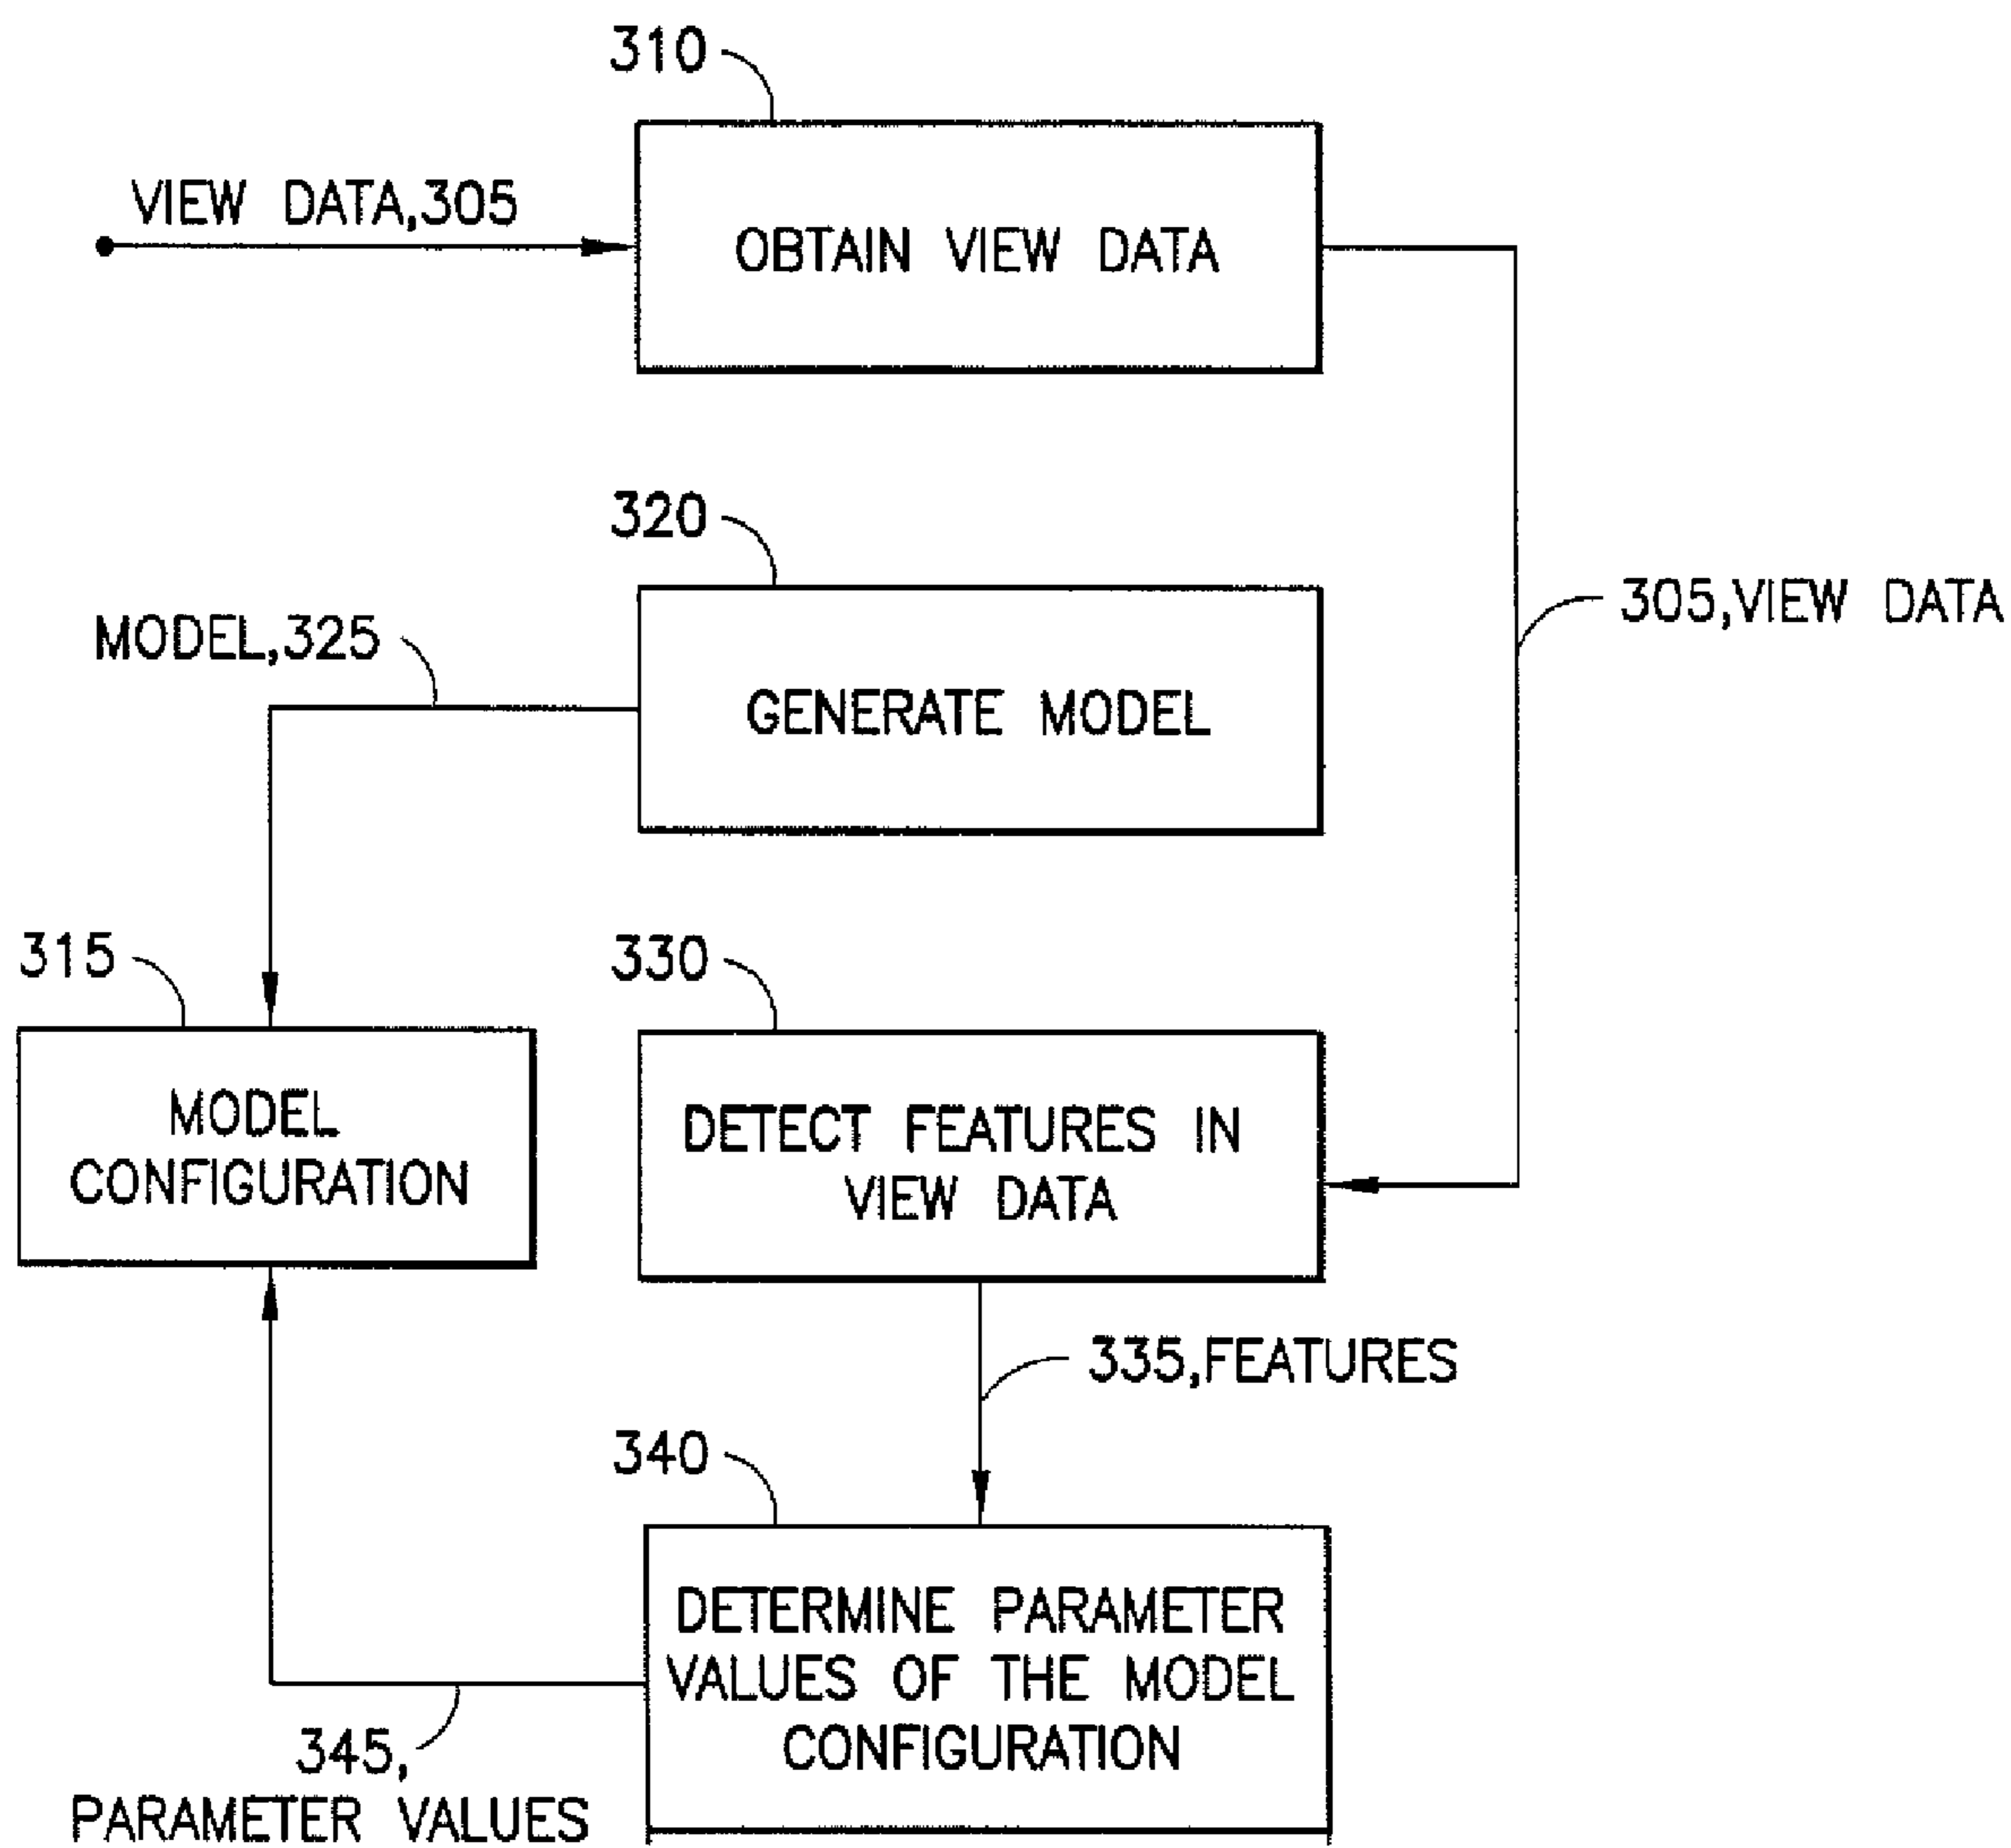 310
VIEW DATA,305
OBTAIN VIEW DATA
320
305,VIEW DATA
MODEL,325
GENERATE MODEL
315
330
MODEL
CONFIGURATION
DETECT FEATURES IN
VIEW DATA
335,FEATURES
340
DETERMINE PARAMETER
VALUES OF THE MODEL
CONFIGURATION
345,
PARAMETER VALUES